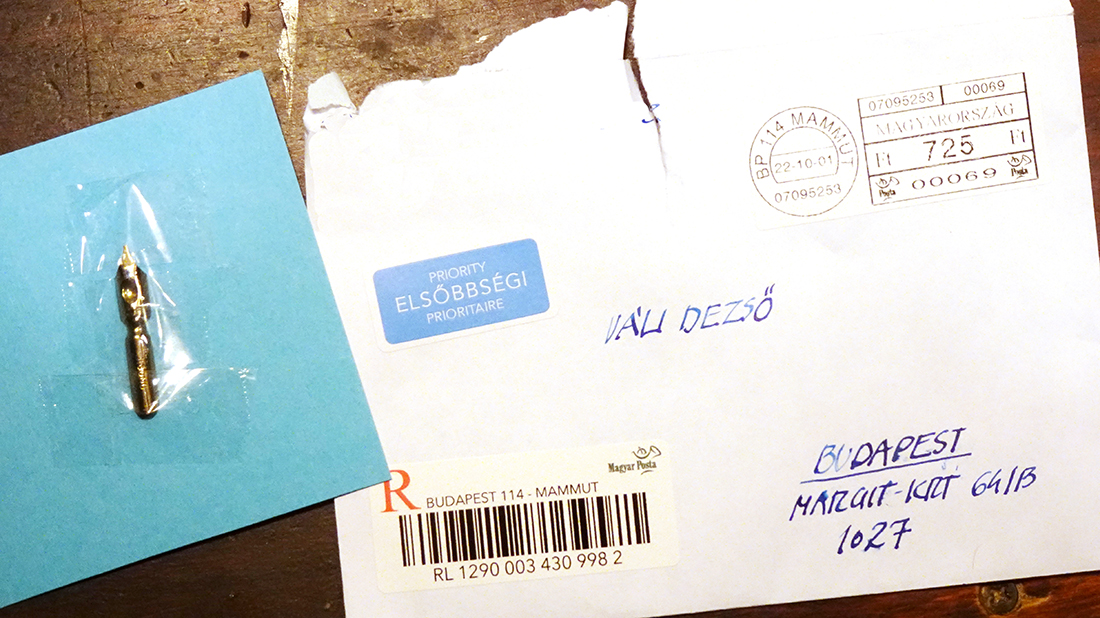 BP 114 MAMMUT
22-10-01
07095253
07095253 00069
MAGYARORSZÁG
Ft 725 Ft
Posta 00069 Posta
PRIORITY
ELSŐBBSÉGI
PRIORITAIRE
VÁLI DEZSŐ
BUDAPEST
MARGIT-KRT 64/B
1027
Magyar Posta
R BUDAPEST 114 - MAMMUT
RL 1290 003 430 998 2